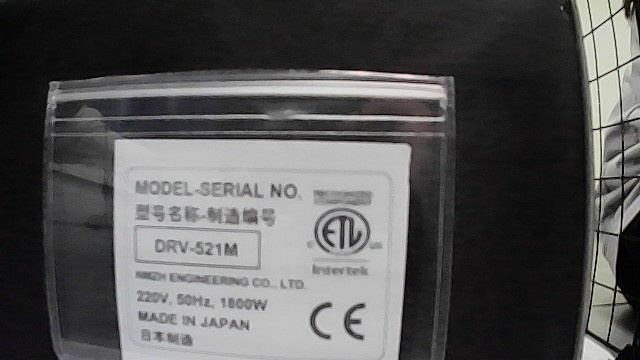 MODEL-SERIAL NO.
型号名称-制造编号
DRV-521M
ENGINEERING CO., LTD.
220V, 50Hz, 1800W
MADE IN JAPAN
日本制造
ETL
Intertek
CE